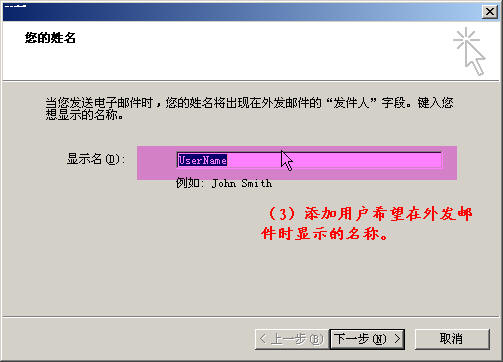 您的姓名
当您发送电子邮件时，您的姓名将出现在外发邮件的“发件人”字段。键入您
想显示的名称。
显示名(D):
UserName
例如: John Smith
（3）添加用户希望在外发邮
件时显示的名称。
< 上一步(B)
下一步(N) >
取消